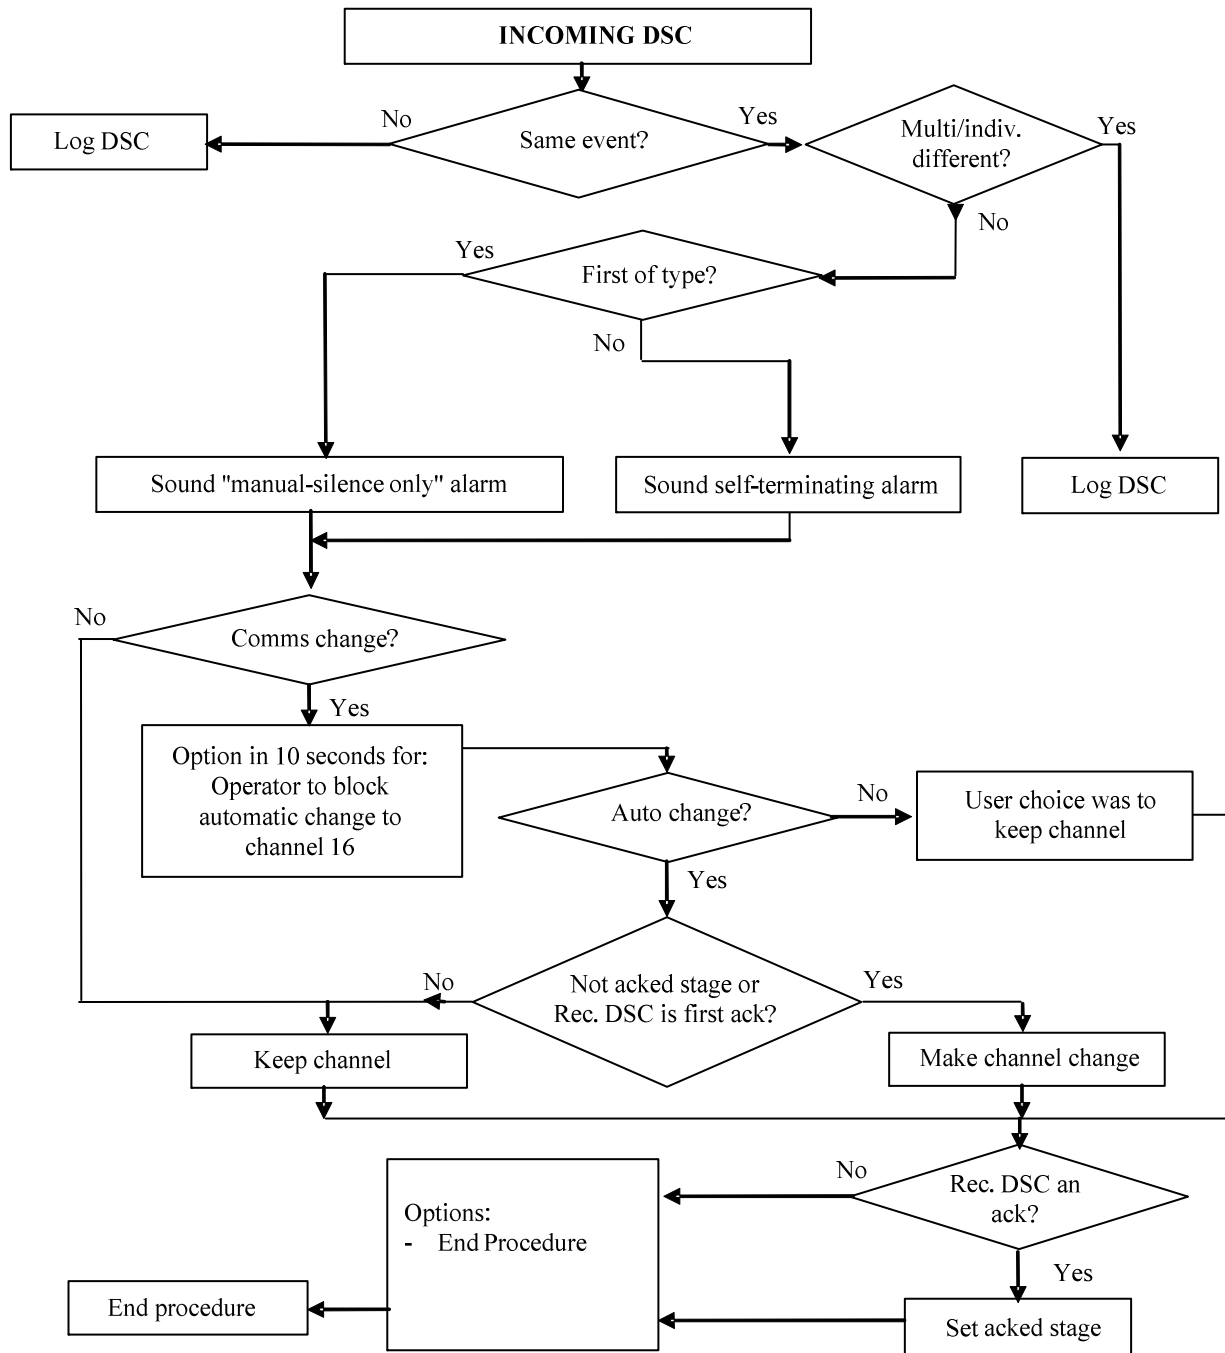 INCOMING DSC
No
Yes
Yes
Log DSC
Same event?
Multi/indiv.
different?
No
Yes
First of type?
No
Sound "manual-silence only" alarm
Sound self-terminating alarm
Log DSC
No
Comms change?
Yes
Option in 10 seconds for:
Operator to block
automatic change to
channel 16
Auto change?
No
User choice was to
keep channel
Yes
No
Not acked stage or
Rec. DSC is first ack?
Yes
Keep channel
Make channel change
No
Rec. DSC an
ack?
Options:
- End Procedure
Yes
End procedure
Set acked stage